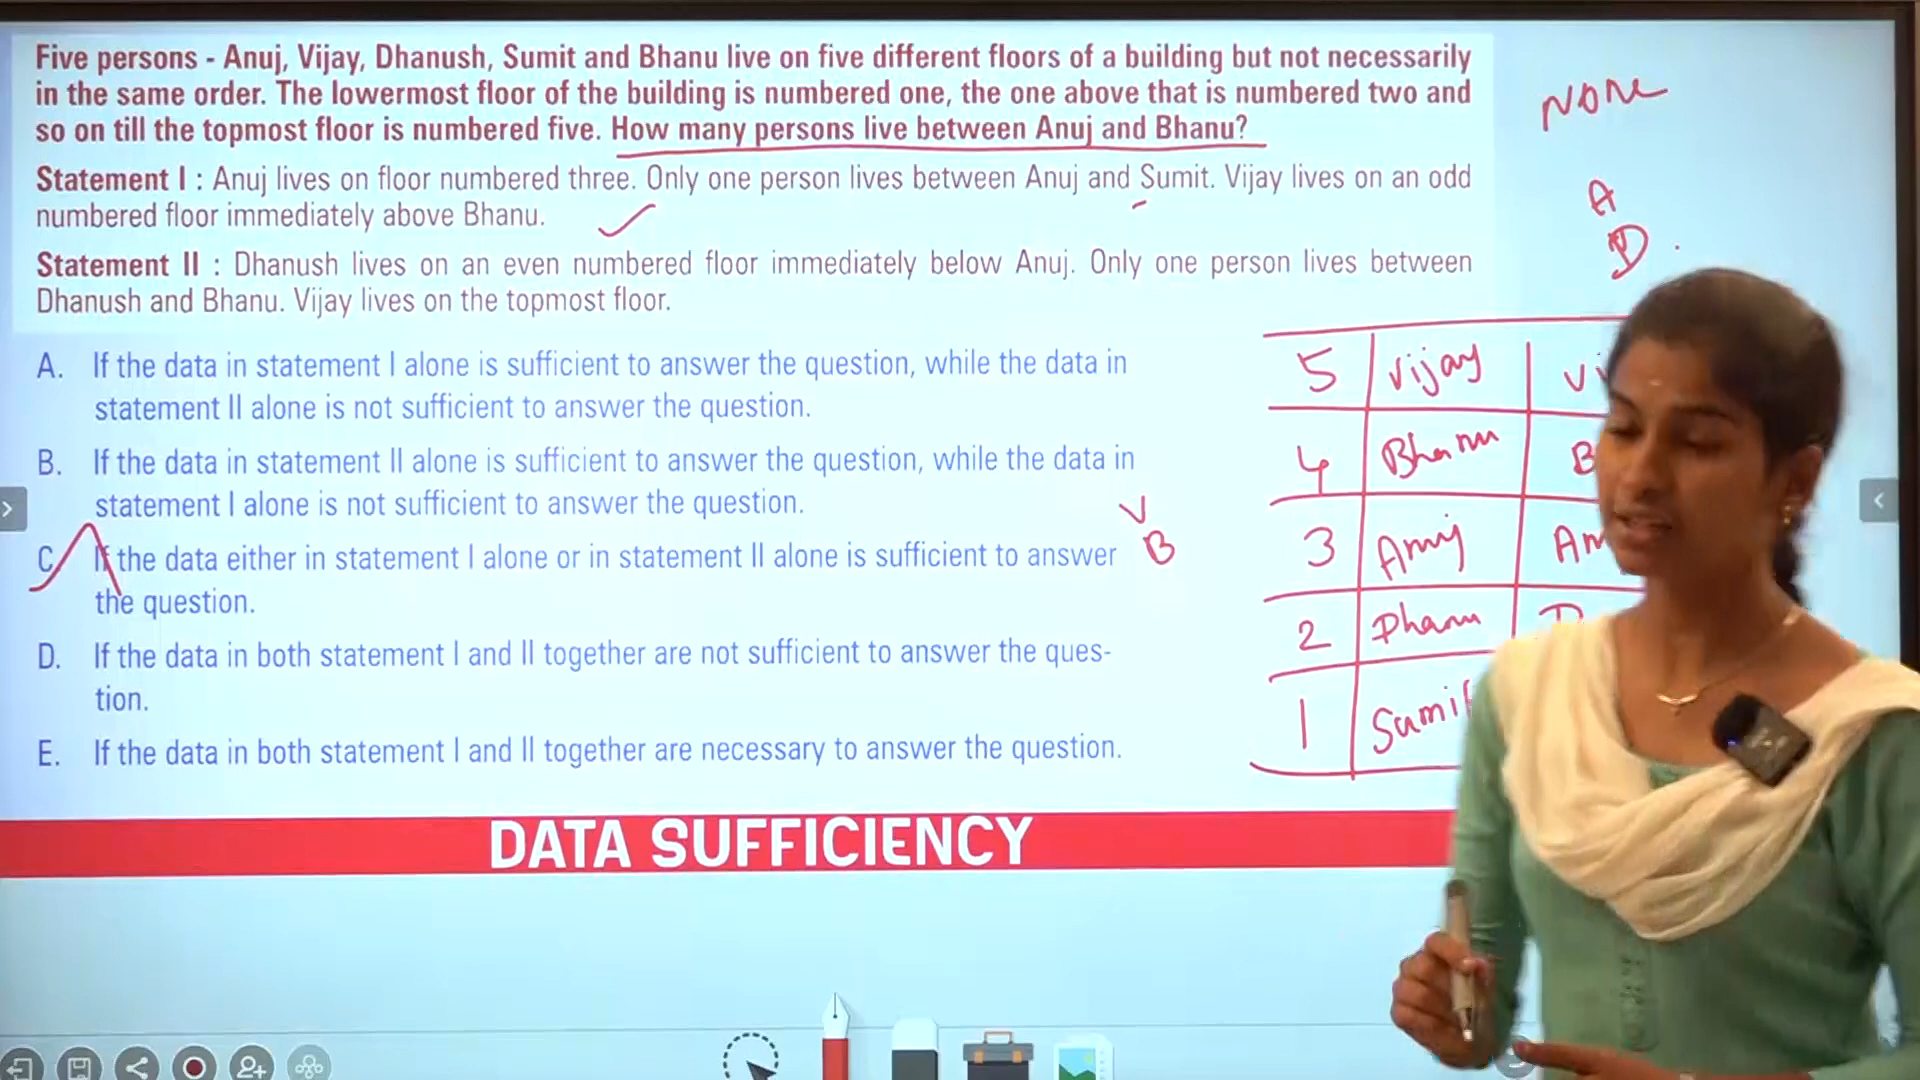 Five persons - Anuj, Vijay, Dhanush, Sumit and Bhanu live on five different floors of a building but not necessarily
in the same order. The lowermost floor of the building is numbered one, the one above that is numbered two and
so on till the topmost floor is numbered five. How many persons live between Anuj and Bhanu?
Statement I : Anuj lives on floor numbered three. Only one person lives between Anuj and Sumit. Vijay lives on an odd
numbered floor immediately above Bhanu.
Statement II : Dhanush lives on an even numbered floor immediately below Anuj. Only one person lives between
Dhanush and Bhanu. Vijay lives on the topmost floor.
A. If the data in statement I alone is sufficient to answer the question, while the data in
statement II alone is not sufficient to answer the question.
B. If the data in statement II alone is sufficient to answer the question, while the data in
statement I alone is not sufficient to answer the question.
C. If the data either in statement I alone or in statement II alone is sufficient to answer
the question.
D. If the data in both statement I and II together are not sufficient to answer the ques-
tion.
E. If the data in both statement I and II together are necessary to answer the question.
None
A
D
V
B
5 Vijay Vi
4 Bhanu B
3 Anuj An
2 Dhanu D
1 Sumit
DATA SUFFICIENCY